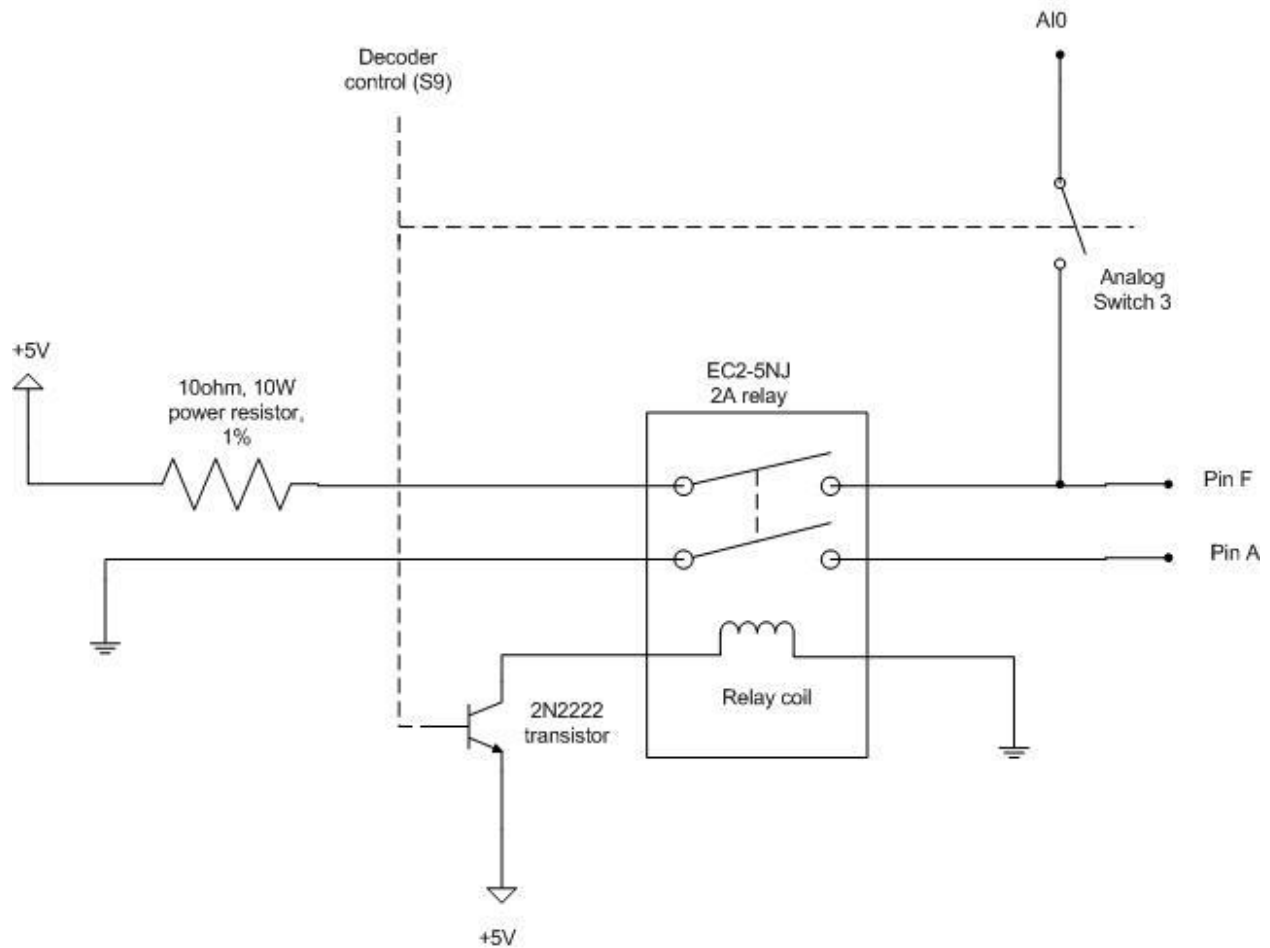 AI0
Decoder
control (S9)
Analog
Switch 3
+5V
10ohm, 10W
power resistor,
1%
EC2-5NJ
2A relay
Pin F
Pin A
Relay coil
2N2222
transistor
+5V